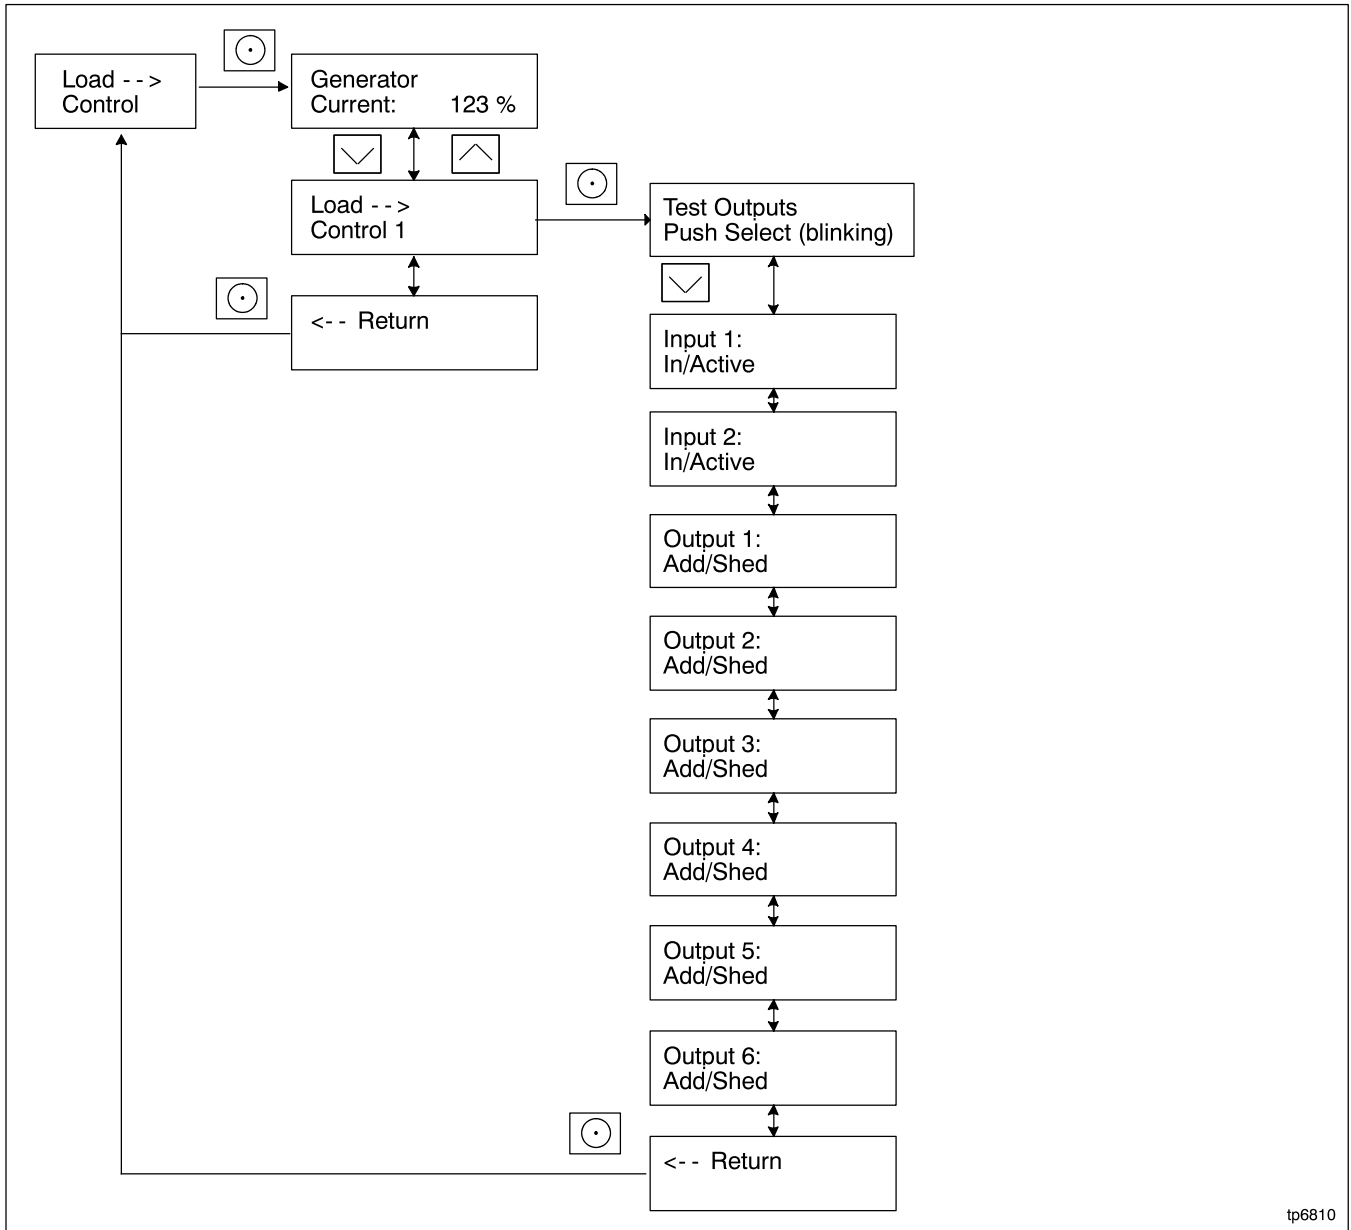 Load - - >
Control
Generator
Current: 123 %
Load - - >
Control 1
<- - Return
Test Outputs
Push Select (blinking)
Input 1:
In/Active
Input 2:
In/Active
Output 1:
Add/Shed
Output 2:
Add/Shed
Output 3:
Add/Shed
Output 4:
Add/Shed
Output 5:
Add/Shed
Output 6:
Add/Shed
<- - Return
tp6810